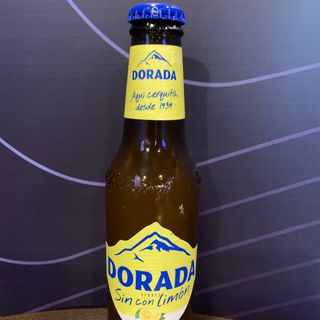 DORADA
Aquí cerquita,
desde 1939
DORADA
Sin con limón